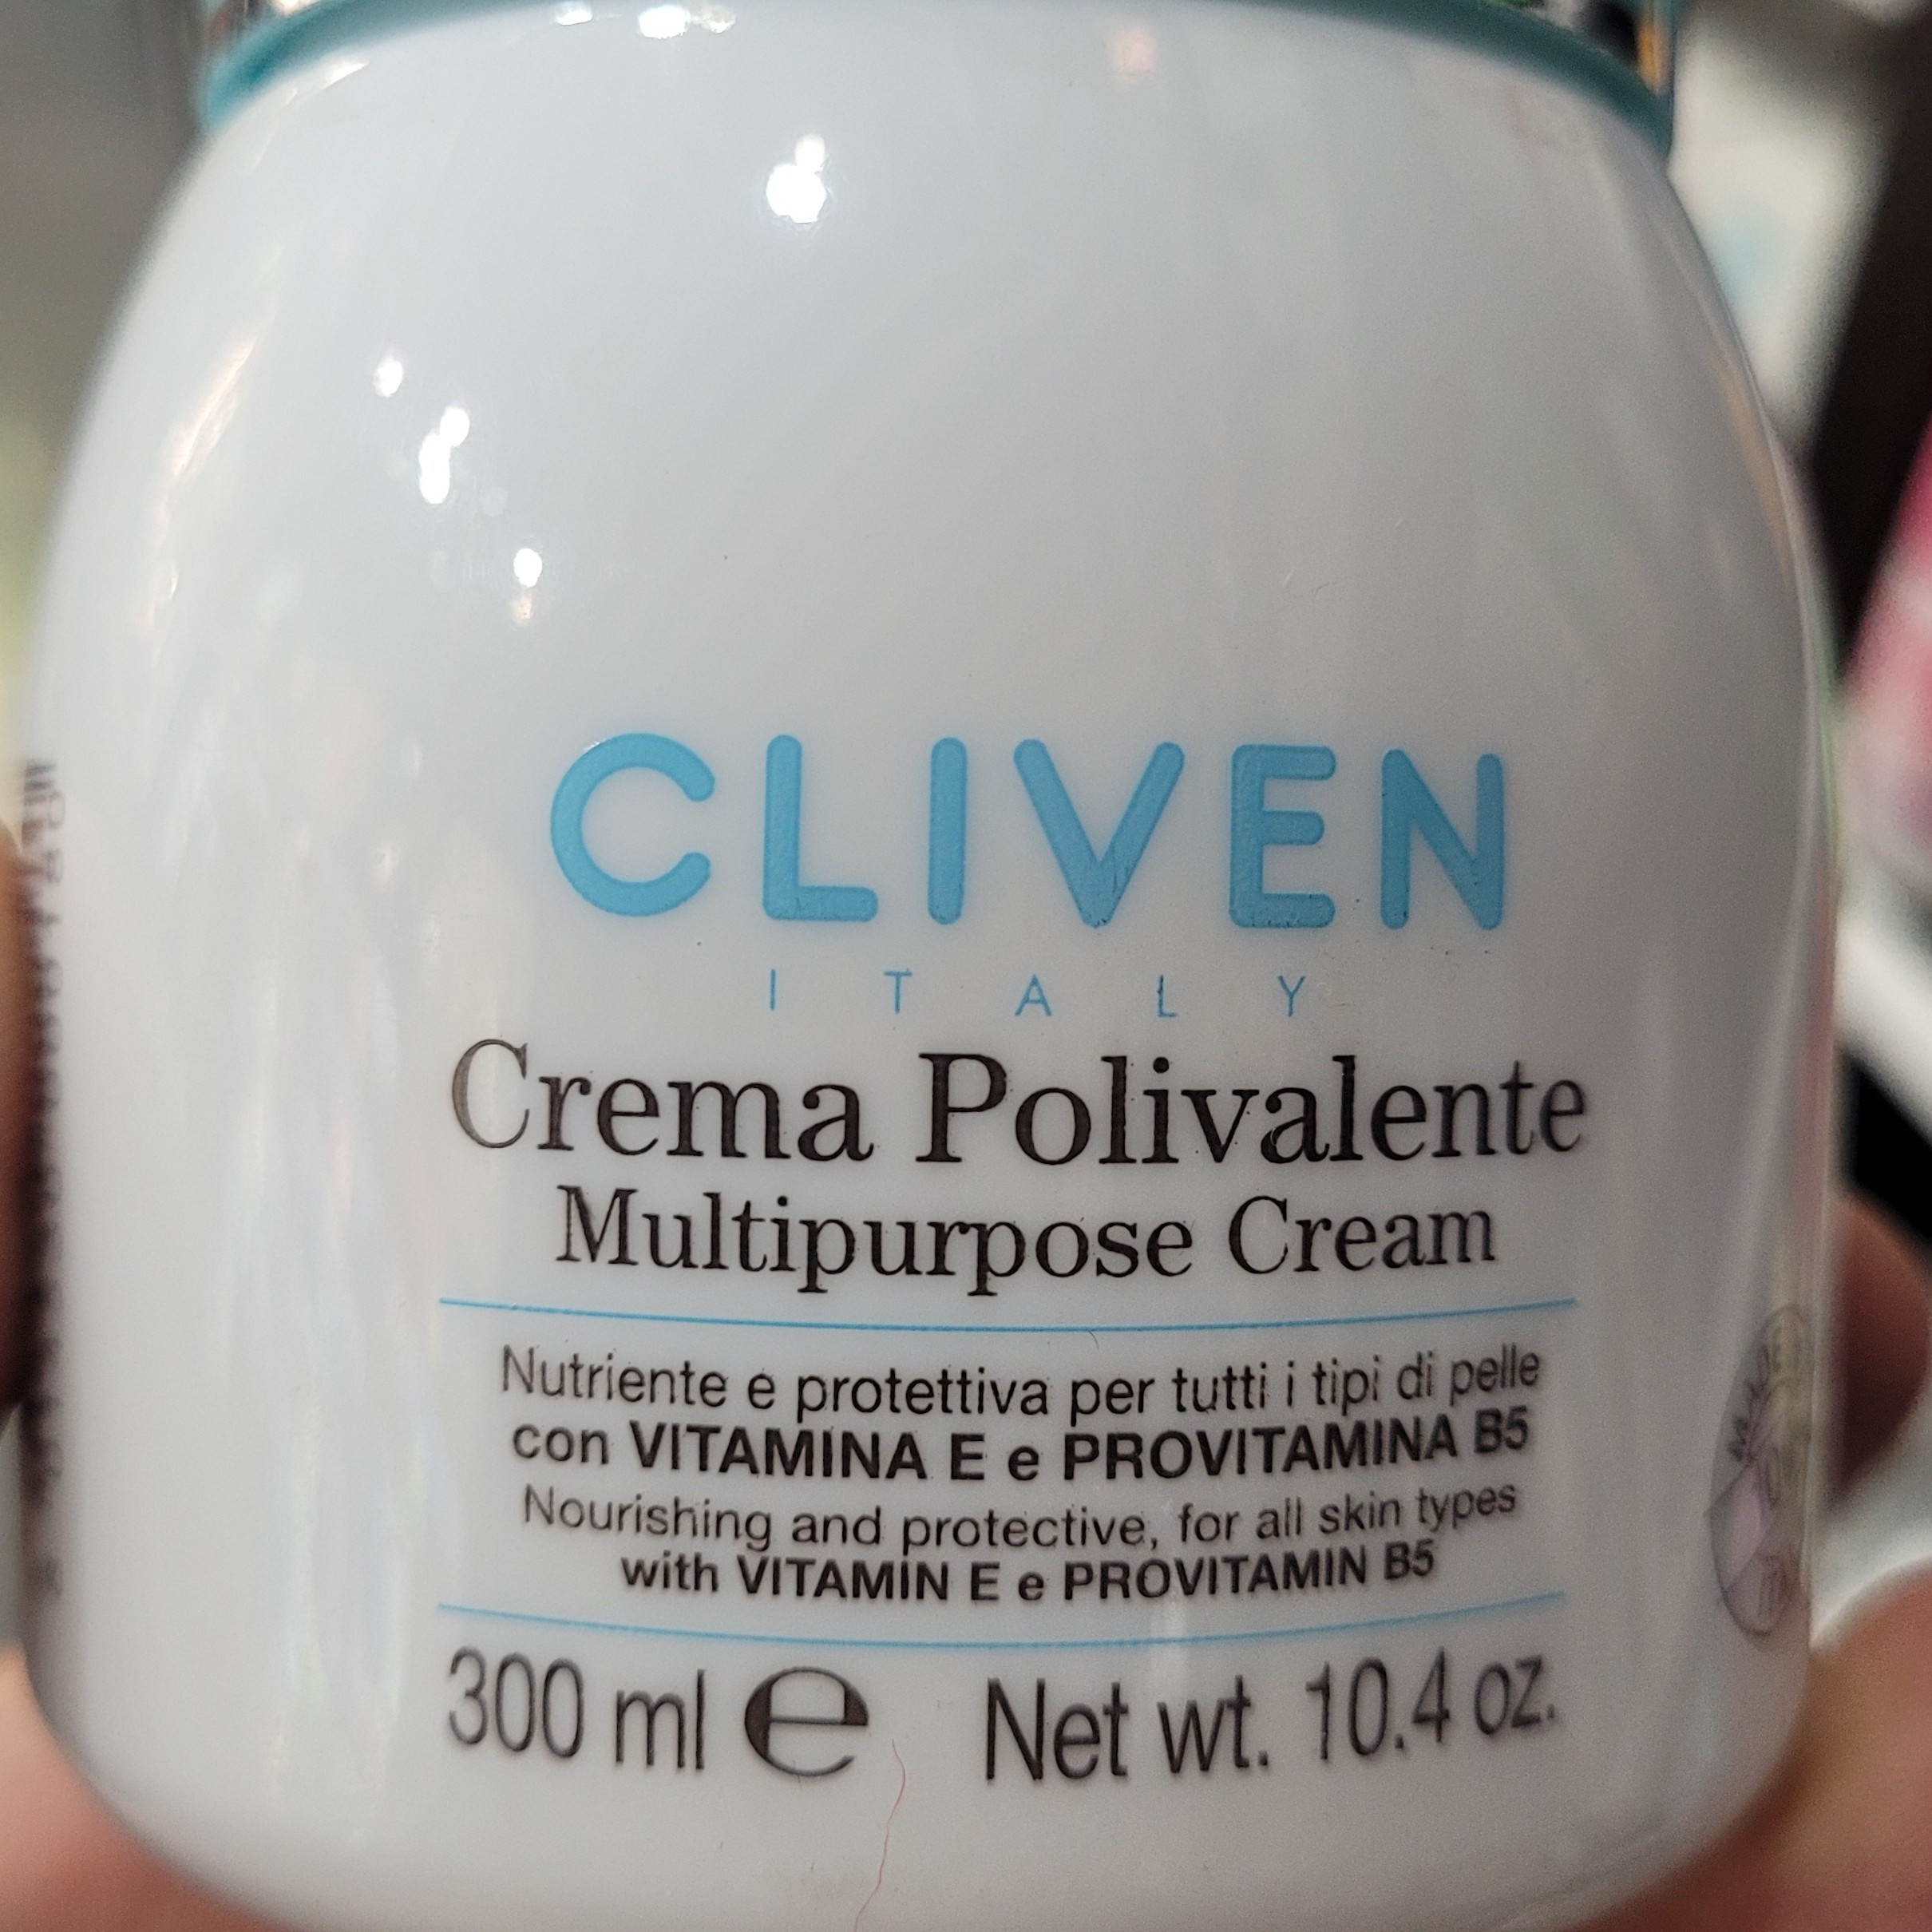 CLIVEN
ITALY
Crema Polivalente
Multipurpose Cream
Nutriente e protettiva per tutti i tipi di pelle
con VITAMINA E e PROVITAMINA B5
Nourishing and protective, for all skin types
with VITAMIN E e PROVITAMIN B5
300 ml e Net wt. 10.4 oz.